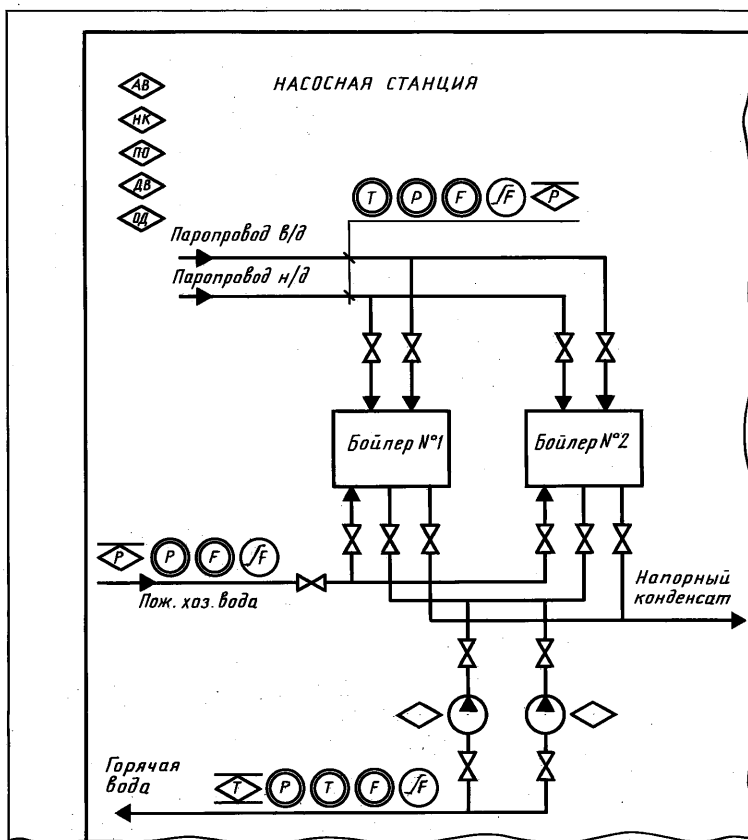 АВ
НАСОСНАЯ СТАНЦИЯ
НК
ПО
ДВ
ОД
T P F ∫F P
Паропровод в/д
Паропровод н/д
Бойлер №1
Бойлер №2
P P F ∫F
Пож. хоз. вода
Напорный
конденсат
Горячая
вода
T P T F ∫F